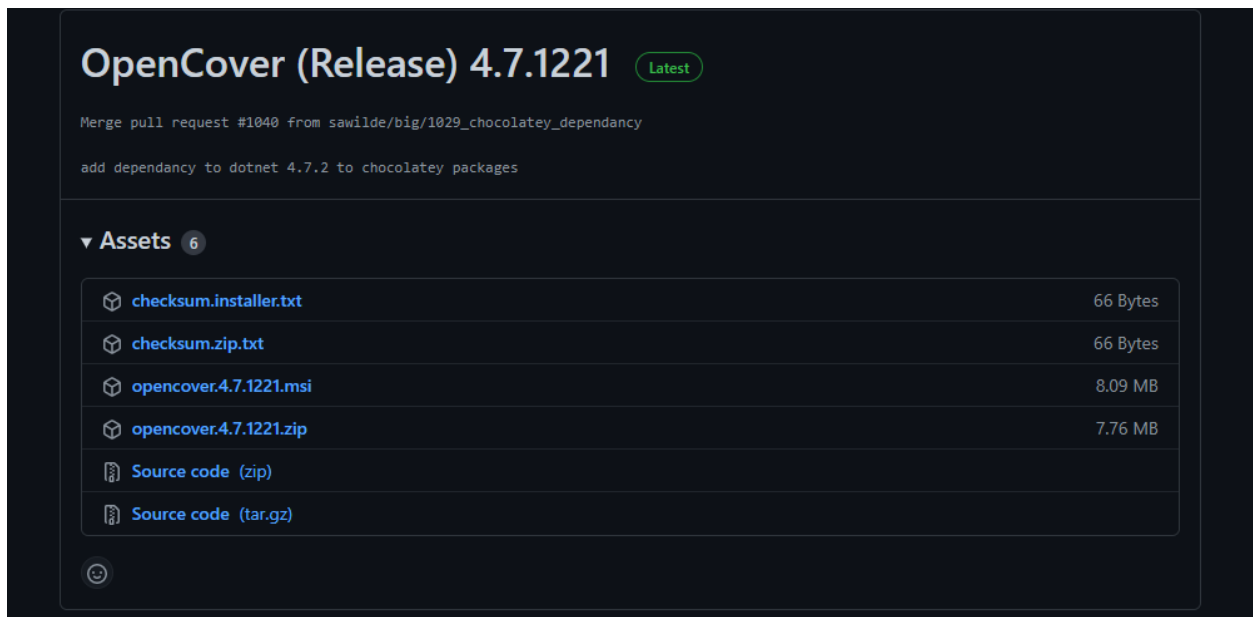 OpenCover (Release) 4.7.1221 Latest
Merge pull request #1040 from sawilde/big/1029_chocolatey_dependancy
add dependancy to dotnet 4.7.2 to chocolatey packages
Assets 6
checksum.installer.txt 66 Bytes
checksum.zip.txt 66 Bytes
opencover.4.7.1221.msi 8.09 MB
opencover.4.7.1221.zip 7.76 MB
Source code (zip)
Source code (tar.gz)